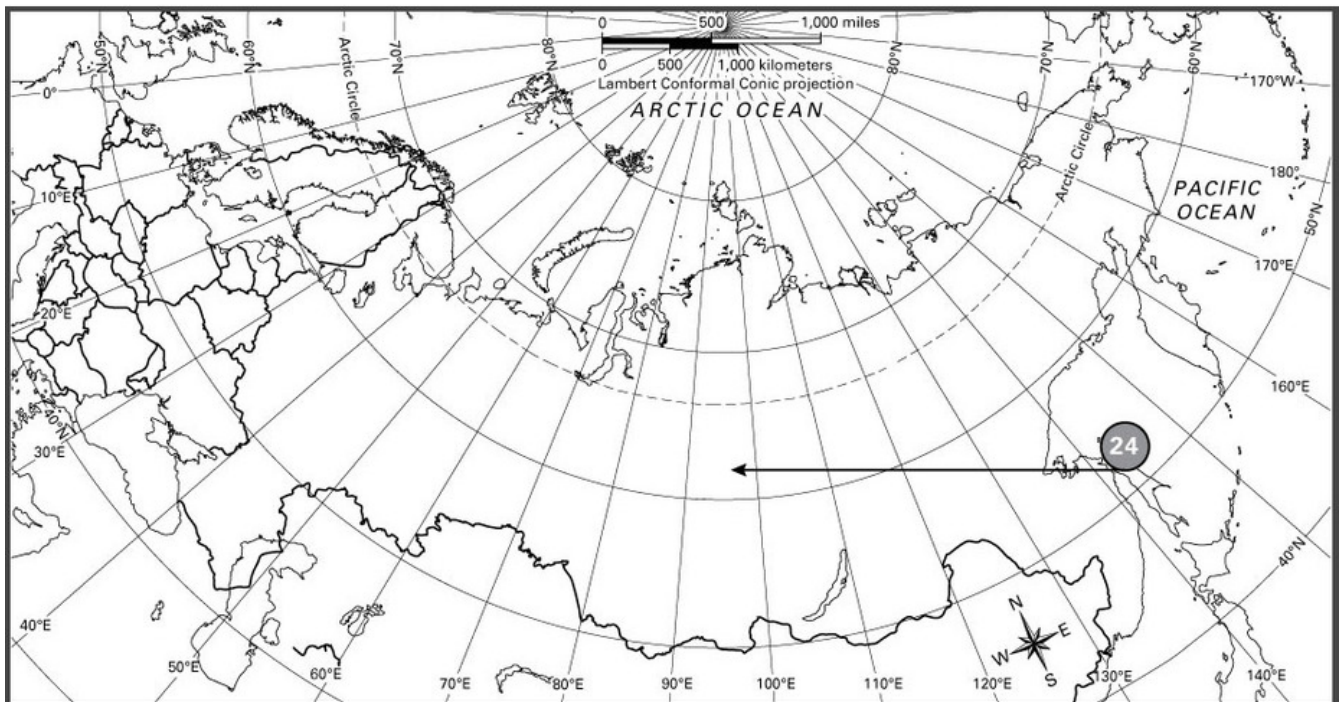 0 500 1,000 miles
0 500 1,000 kilometers
Lambert Conformal Conic projection
ARCTIC OCEAN
PACIFIC
OCEAN
50°N
60°N
Arctic Circle
70°N
80°N
80°N
70°N
60°N
170°W
0°
Arctic Circle
180°
10°E
50°N
170°E
20°E
160°E
40°N
30°E
24
40°N
N
E
W
S
40°E
50°E
60°E
70°E
80°E
90°E
100°E
110°E
120°E
130°E
140°E